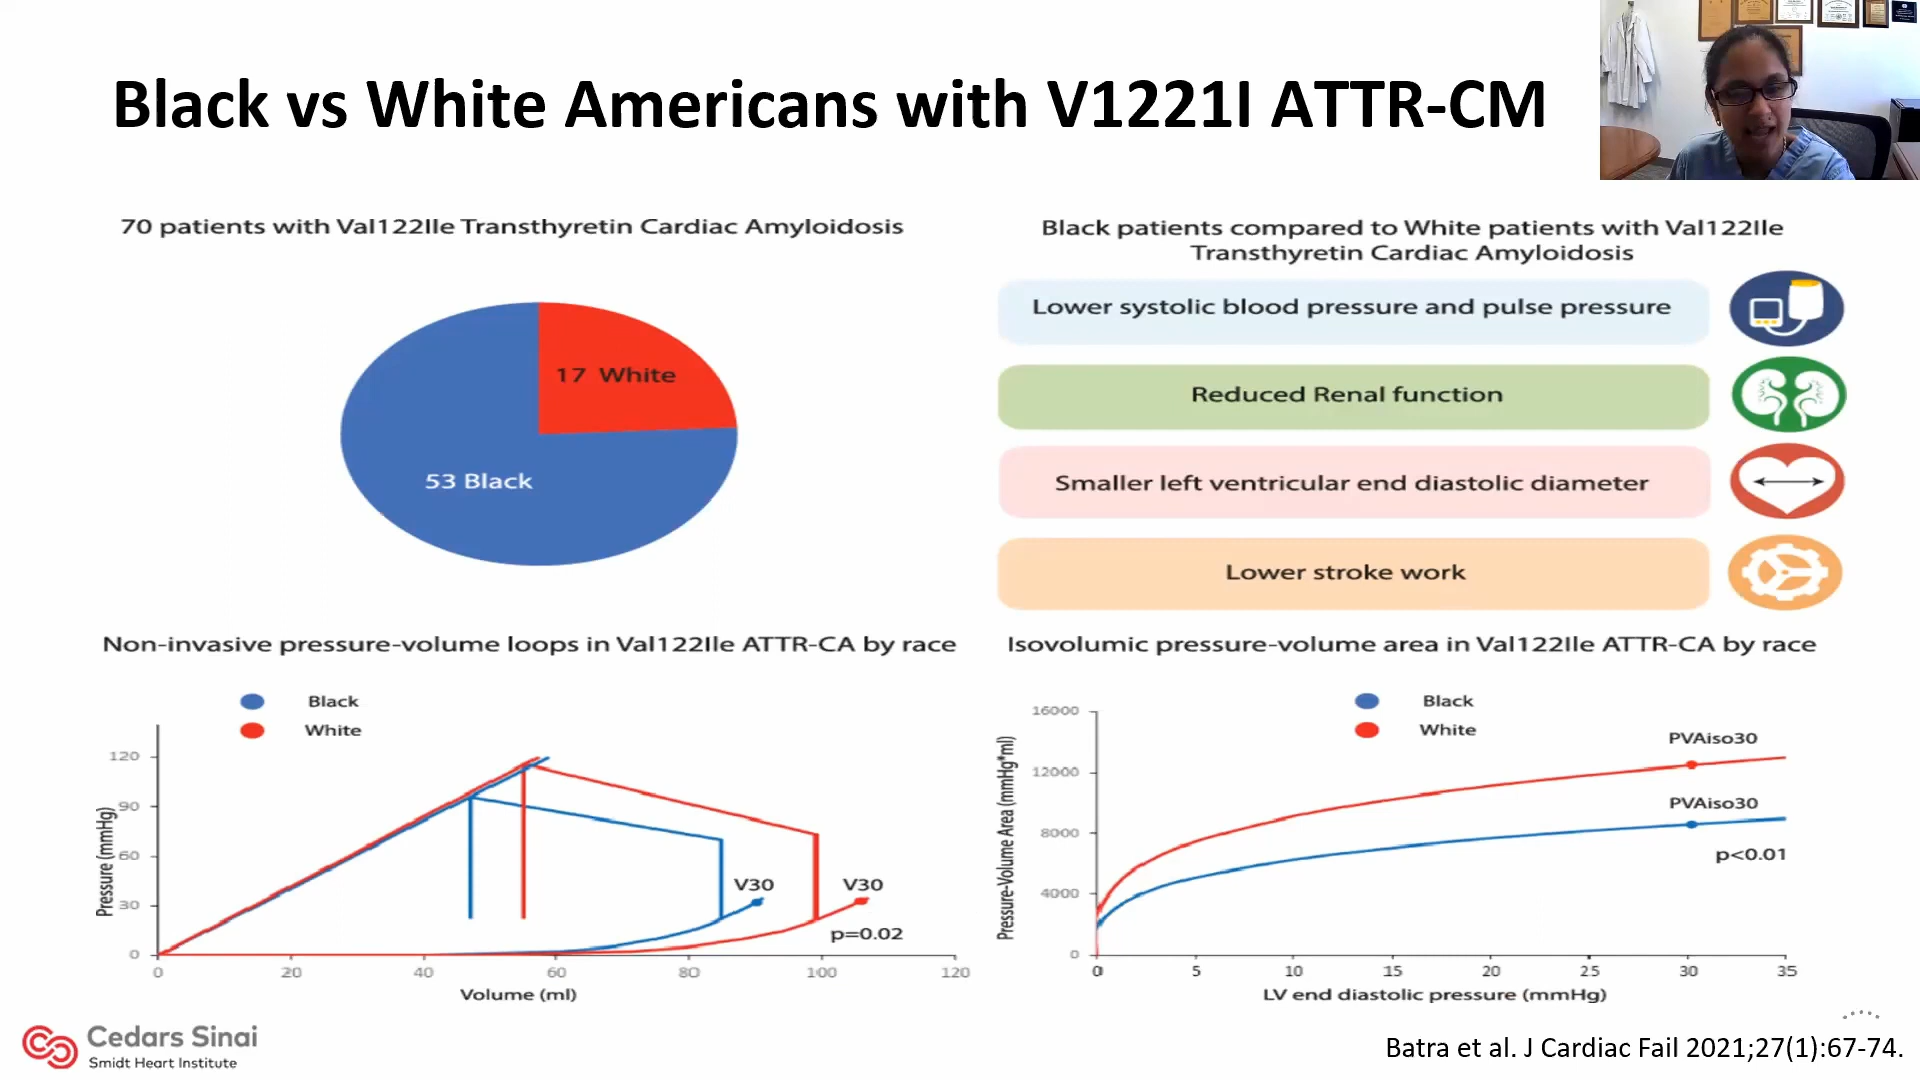 Black vs White Americans with V1221I ATTR-CM
70 patients with Val122Ile Transthyretin Cardiac Amyloidosis
17 White
53 Black
Black patients compared to White patients with Val122Ile
Transthyretin Cardiac Amyloidosis
Lower systolic blood pressure and pulse pressure
Reduced Renal function
Smaller left ventricular end diastolic diameter
Lower stroke work
Non-invasive pressure-volume loops in Val122Ile ATTR-CA by race
Black
White
120
90
60
30
0
Pressure (mmHg)
V30
V30
p=0.02
0 20 40 60 80 100 120
Volume (ml)
Isovolumic pressure-volume area in Val122Ile ATTR-CA by race
Black
White
16000
12000
8000
4000
0
Pressure-Volume Area (mmHg*ml)
PVAiso30
PVAiso30
p<0.01
0 5 10 15 20 25 30 35
LV end diastolic pressure (mmHg)
Cedars Sinai
Smidt Heart Institute
Batra et al. J Cardiac Fail 2021;27(1):67-74.